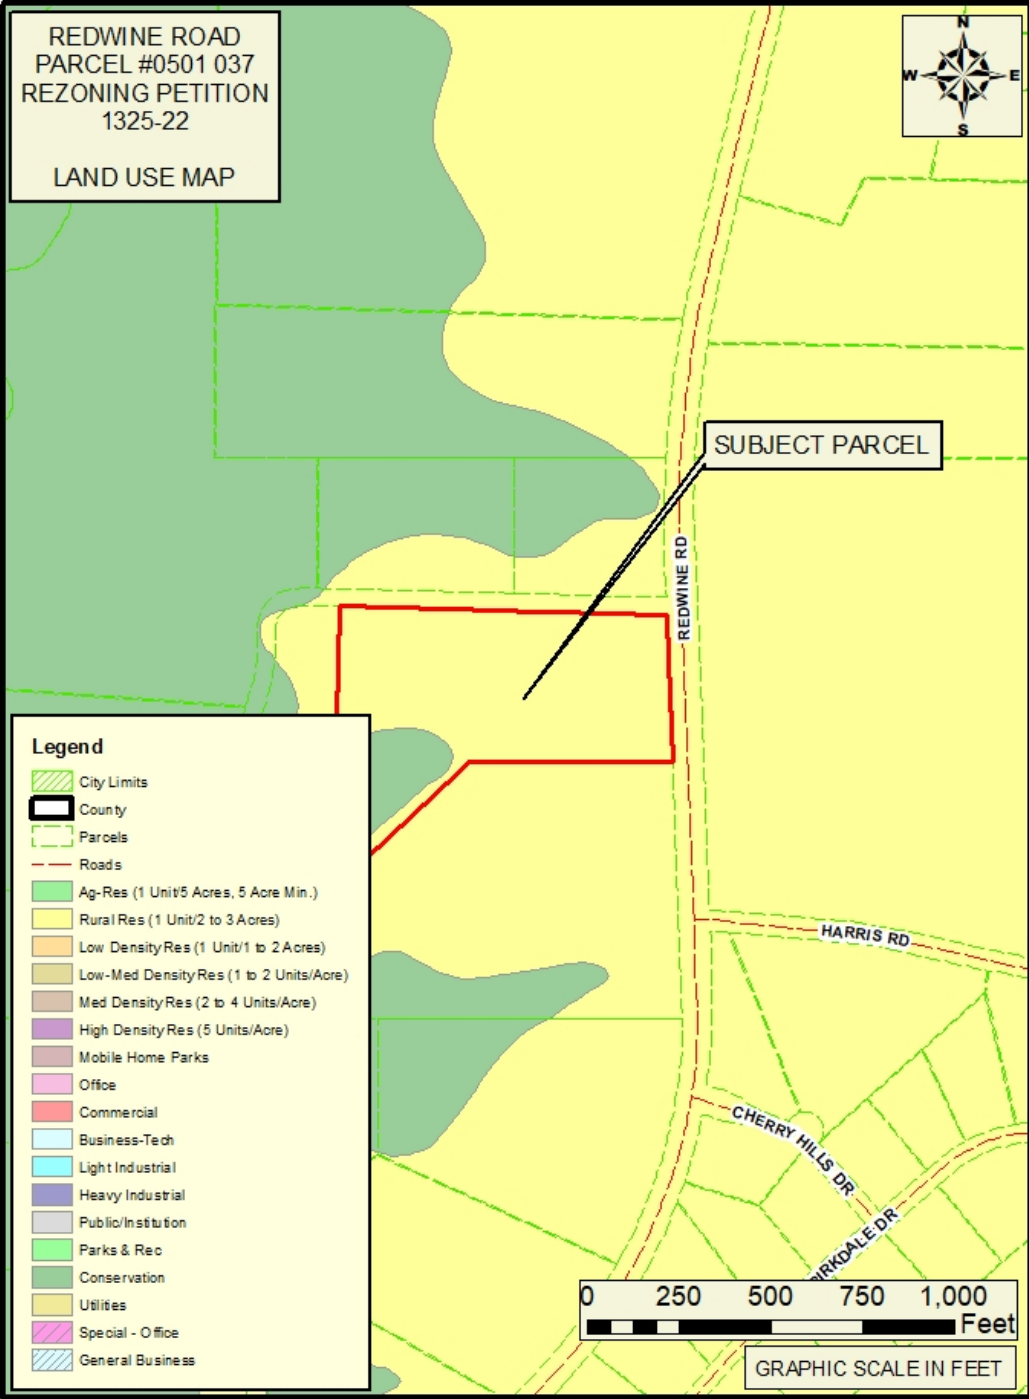 REDWINE ROAD
PARCEL #0501 037
REZONING PETITION
1325-22
LAND USE MAP
N
W
E
S
SUBJECT PARCEL
REDWINE RD
HARRIS RD
CHERRY HILLS DR
BIRKDALE DR
Legend
City Limits
County
Parcels
Roads
Ag-Res (1 Unit/5 Acres, 5 Acre Min.)
Rural Res (1 Unit/2 to 3 Acres)
Low Density Res (1 Unit/1 to 2 Acres)
Low-Med Density Res (1 to 2 Units/Acre)
Med Density Res (2 to 4 Units/Acre)
High Density Res (5 Units/Acre)
Mobile Home Parks
Office
Commercial
Business-Tech
Light Industrial
Heavy Industrial
Public/Institution
Parks & Rec
Conservation
Utilities
Special - Office
General Business
0 250 500 750 1,000
Feet
GRAPHIC SCALE IN FEET